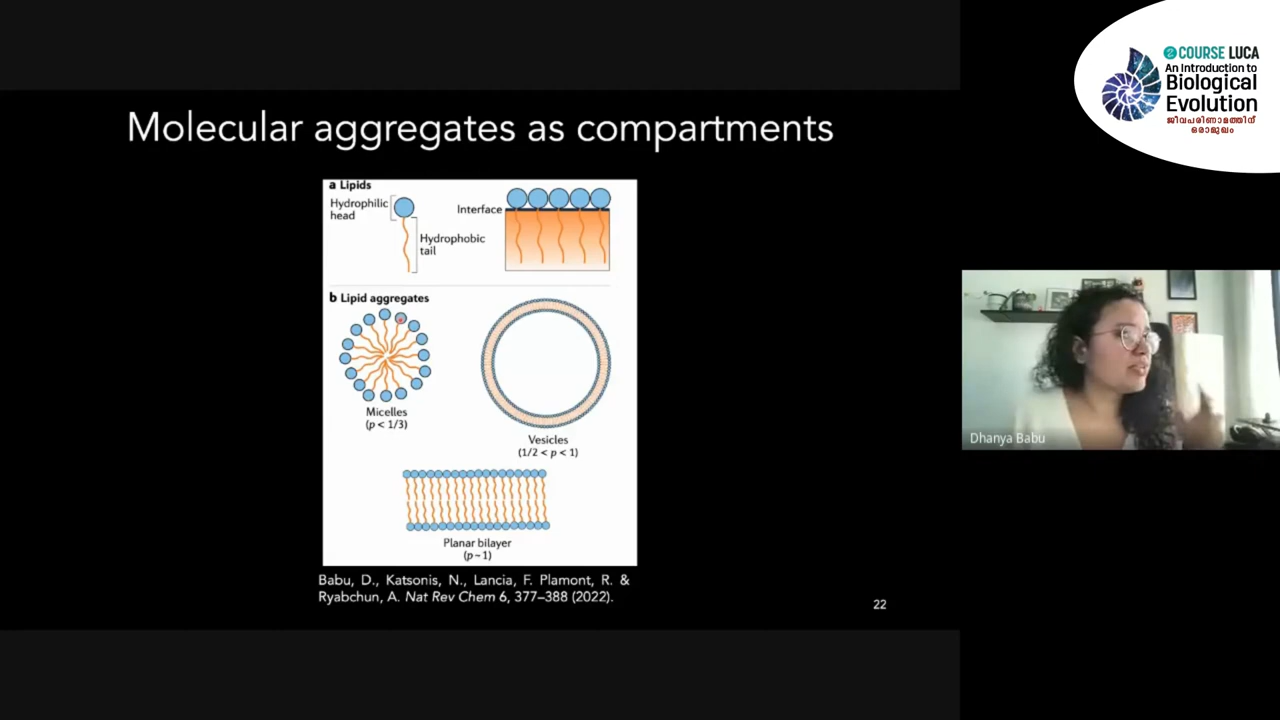 COURSE LUCA
An Introduction to
Biological
Evolution
ജീവപരിണാമത്തിന്
ഒരാമുഖം
Molecular aggregates as compartments
a Lipids
Hydrophilic
head
Hydrophobic
tail
Interface
b Lipid aggregates
Micelles
(p < 1/3)
Vesicles
(1/2 < p < 1)
Planar bilayer
(p ~ 1)
Babu, D., Katsonis, N., Lancia, F. Plamont, R. &
Ryabchun, A. Nat Rev Chem 6, 377–388 (2022).
22
Dhanya Babu